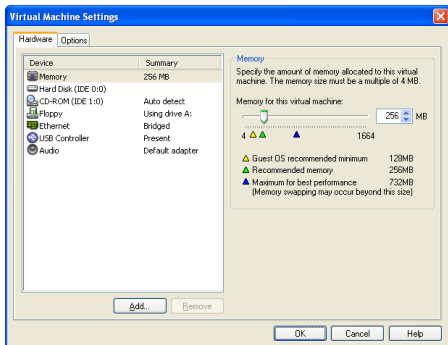 Virtual Machine Settings
Hardware Options
Device Summary
Memory 256 MB
Hard Disk (IDE 0:0)
CD-ROM (IDE 1:0) Auto detect
Floppy Using drive A:
Ethernet Bridged
USB Controller Present
Audio Default adapter
Add... Remove
Memory
Specify the amount of memory allocated to this virtual
machine. The memory size must be a multiple of 4 MB.
Memory for this virtual machine:
256 MB
4 1664
Guest OS recommended minimum 128MB
Recommended memory 256MB
Maximum for best performance 732MB
(Memory swapping may occur beyond this size)
OK Cancel Help